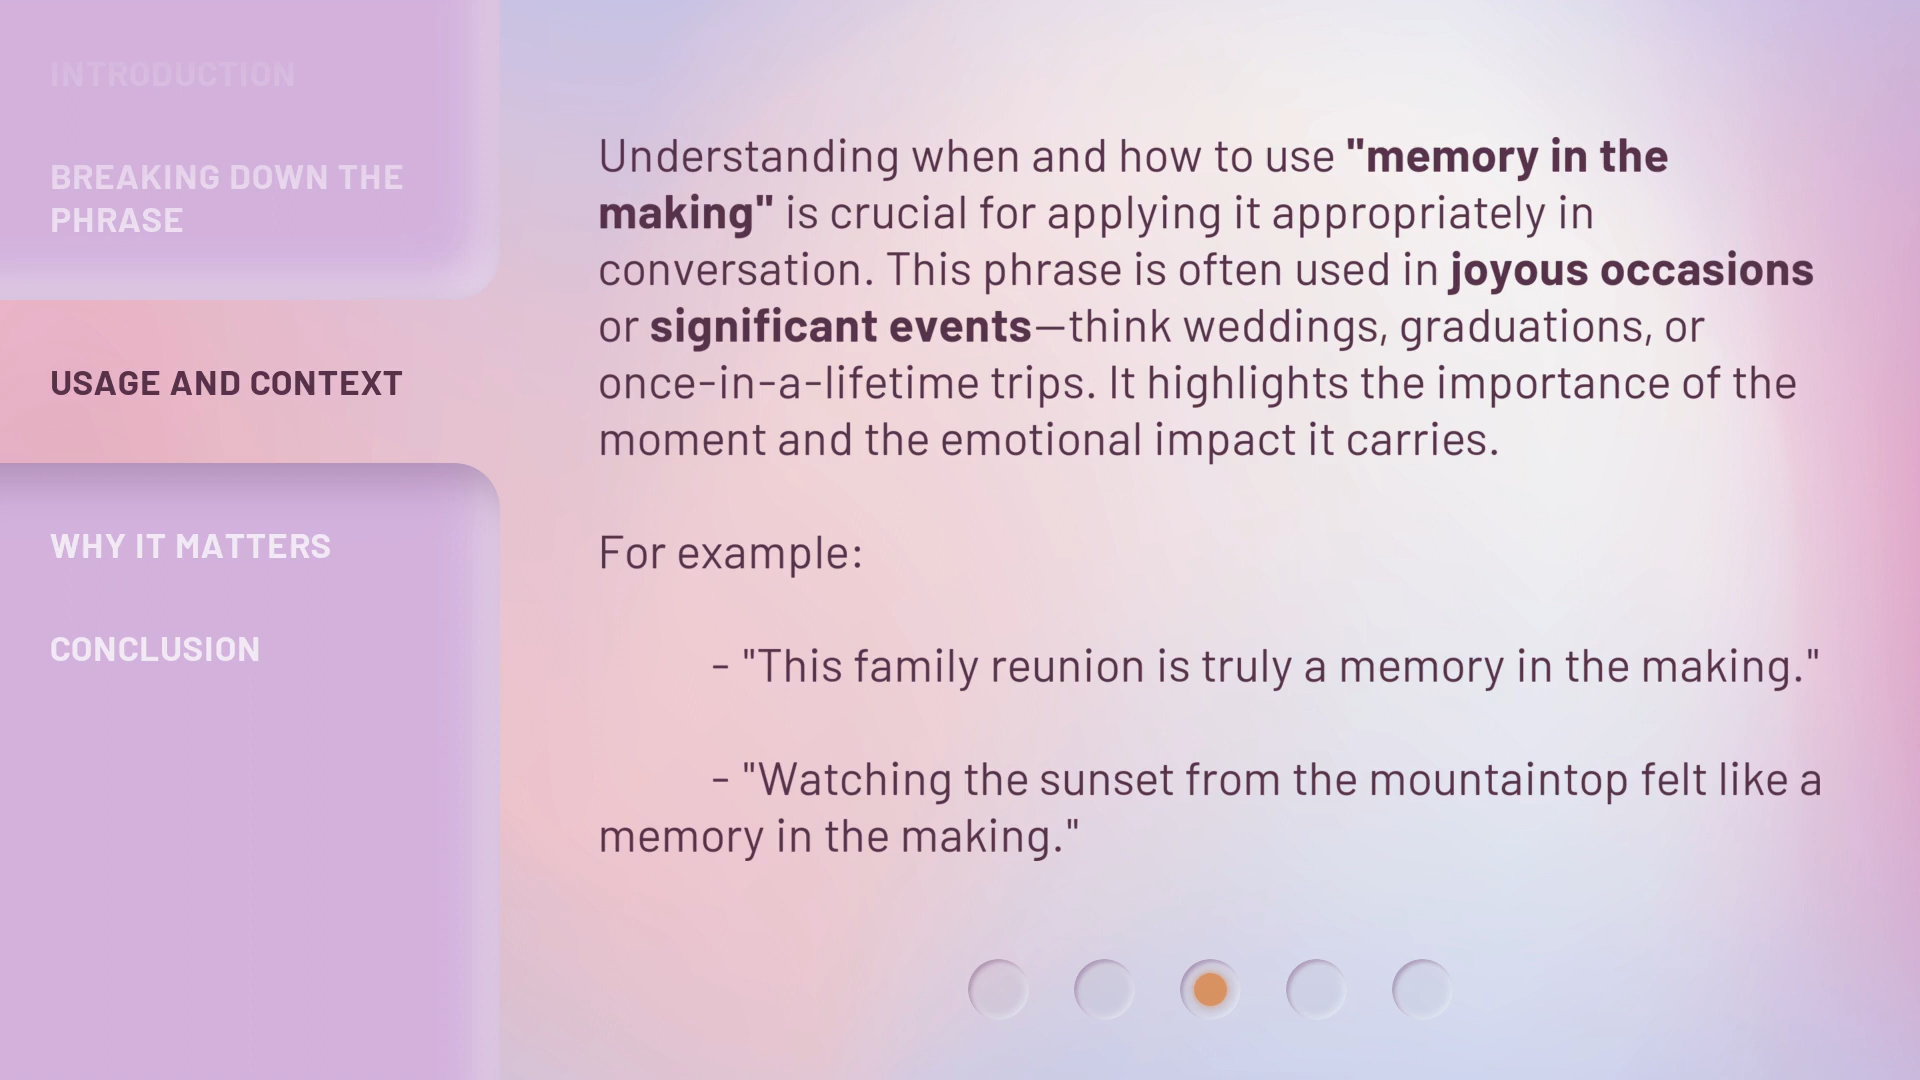 INTRODUCTION
BREAKING DOWN THE
PHRASE
USAGE AND CONTEXT
WHY IT MATTERS
CONCLUSION
Understanding when and how to use "memory in the
making" is crucial for applying it appropriately in
conversation. This phrase is often used in joyous occasions
or significant events—think weddings, graduations, or
once-in-a-lifetime trips. It highlights the importance of the
moment and the emotional impact it carries.
For example:
- "This family reunion is truly a memory in the making."
- "Watching the sunset from the mountaintop felt like a
memory in the making."